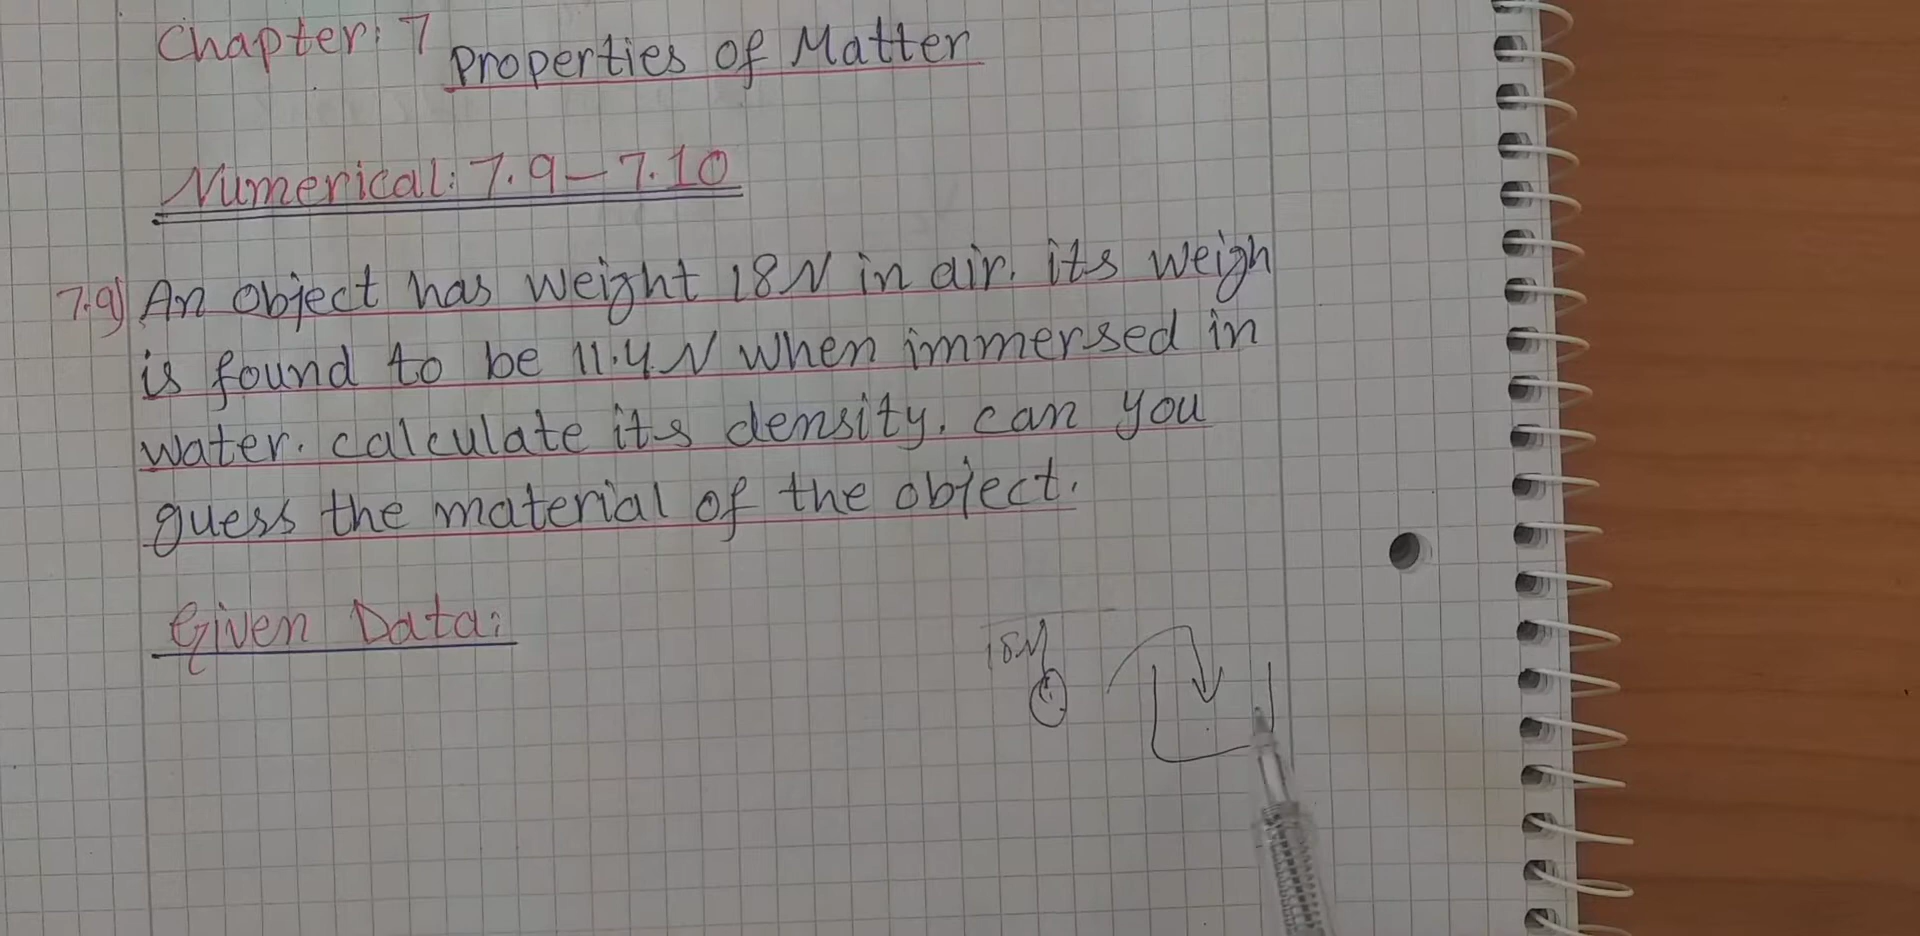 Chapter: 7
Properties of Matter
Numerical: 7.9 – 7.10
7.9) An object has weight 18N in air. its weigh
is found to be 11.4N when immersed in
water. calculate its density. can you
guess the material of the object.
Given Data:
18N